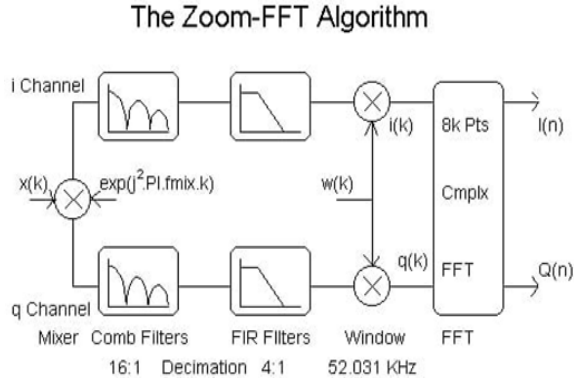 The Zoom-FFT Algorithm
i Channel
i(k)
8k Pts
I(n)
x(k)
exp(j2.PI.fmix.k)
w(k)
Cmplx
q(k)
FFT
Q(n)
q Channel
Mixer Comb Filters FIR FIlters Window FFT
16:1 Decimation 4:1 52.031 KHz